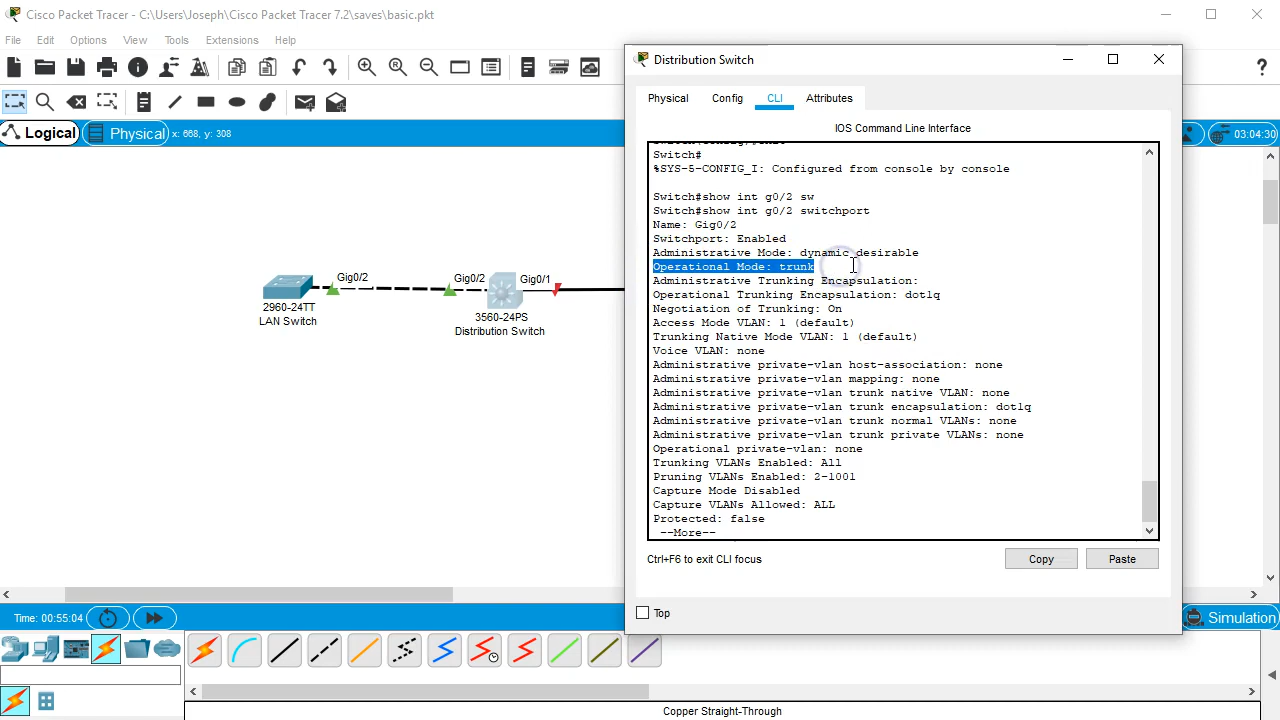 Cisco Packet Tracer - C:\Users\Joseph\Cisco Packet Tracer 7.2\saves\basic.pkt
File Edit Options View Tools Extensions Help
Logical Physical x: 668, y: 308
03:04:30
Gig0/2
Gig0/2
Gig0/1
2960-24TT
LAN Switch
3560-24PS
Distribution Switch
Distribution Switch
Physical Config CLI Attributes
IOS Command Line Interface
Switch#
%SYS-5-CONFIG_I: Configured from console by console
Switch#show int g0/2 sw
Switch#show int g0/2 switchport
Name: Gig0/2
Switchport: Enabled
Administrative Mode: dynamic desirable
Operational Mode: trunk
Administrative Trunking Encapsulation:
Operational Trunking Encapsulation: dot1q
Negotiation of Trunking: On
Access Mode VLAN: 1 (default)
Trunking Native Mode VLAN: 1 (default)
Voice VLAN: none
Administrative private-vlan host-association: none
Administrative private-vlan mapping: none
Administrative private-vlan trunk native VLAN: none
Administrative private-vlan trunk encapsulation: dot1q
Administrative private-vlan trunk normal VLANs: none
Administrative private-vlan trunk private VLANs: none
Operational private-vlan: none
Trunking VLANs Enabled: All
Pruning VLANs Enabled: 2-1001
Capture Mode Disabled
Capture VLANs Allowed: ALL
Protected: false
--More--
Ctrl+F6 to exit CLI focus
Copy Paste
Top
Time: 00:55:04
Simulation
Copper Straight-Through